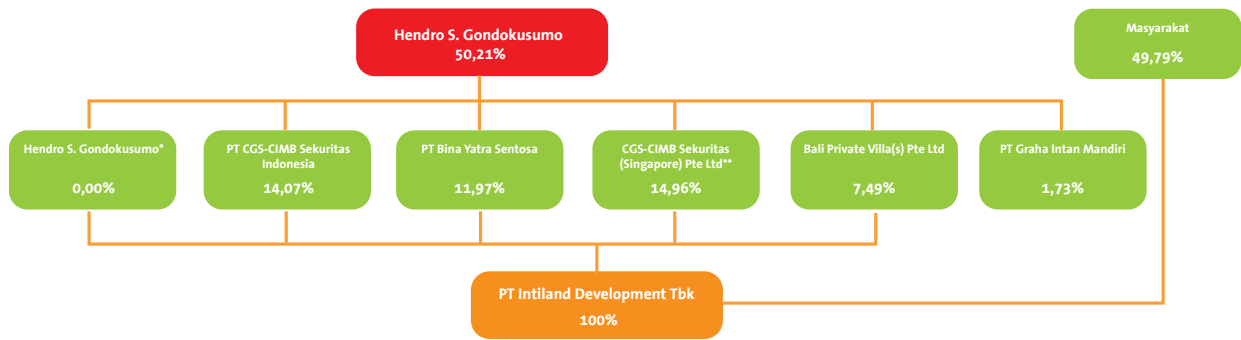 Hendro S. Gondokusumo
50,21%
Masyarakat
49,79%
Hendro S. Gondokusumo*
0,00%
PT CGS-CIMB Sekuritas
Indonesia
14,07%
PT Bina Yatra Sentosa
11,97%
CGS-CIMB Sekuritas
(Singapore) Pte Ltd**
14,96%
Bali Private Villa(s) Pte Ltd
7,49%
PT Graha Intan Mandiri
1,73%
PT Intiland Development Tbk
100%